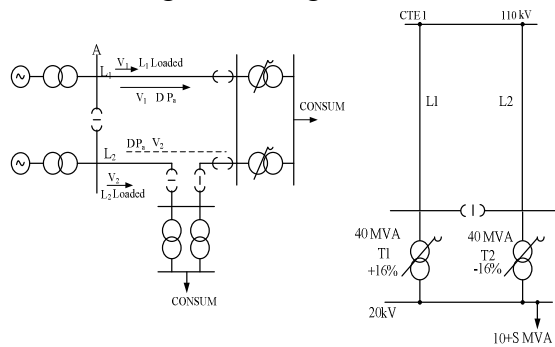 A
V₁ L₁ Loaded
L₁
V₁ D Pₐ
CONSUM
DPₐ V₂
L₂
V₂
L₂ Loaded
CONSUM
CTE 1 110 kV
L1 L2
40 MVA 40 MVA
T1 T2
+16% -16%
20kV
10+S MVA